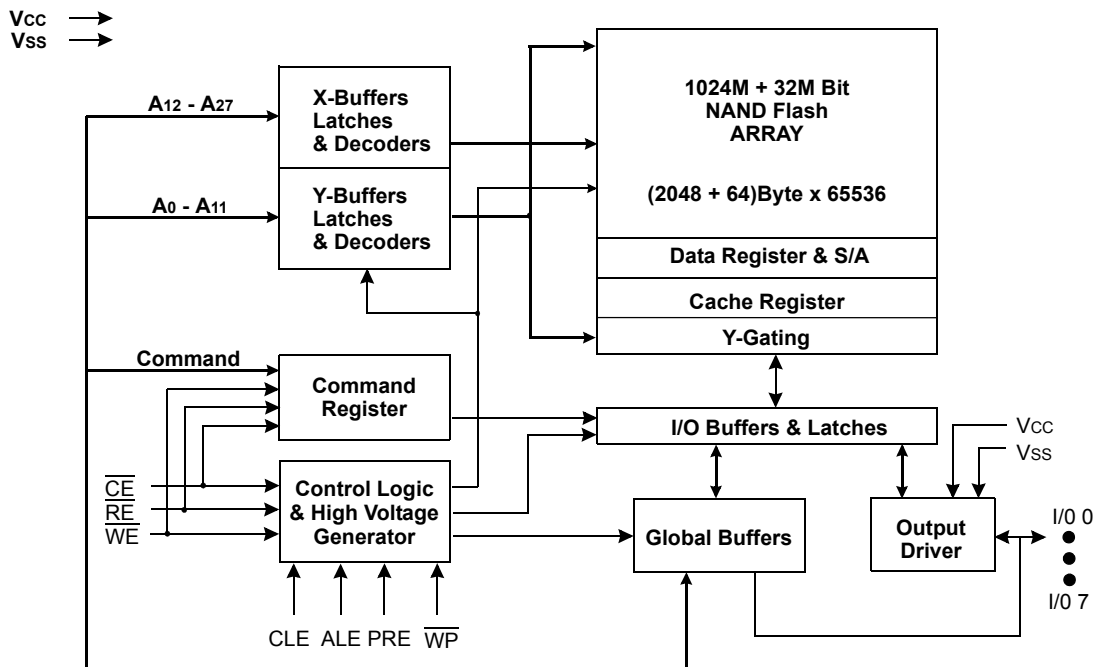 VCC
VSS
A12 - A27
X-Buffers
Latches
& Decoders
A0 - A11
Y-Buffers
Latches
& Decoders
1024M + 32M Bit
NAND Flash
ARRAY
(2048 + 64)Byte x 65536
Data Register & S/A
Cache Register
Y-Gating
Command
Command
Register
I/O Buffers & Latches
VCC
VSS
CE
RE
WE
Control Logic
& High Voltage
Generator
Global Buffers
Output
Driver
I/0 0
I/0 7
CLE ALE PRE WP